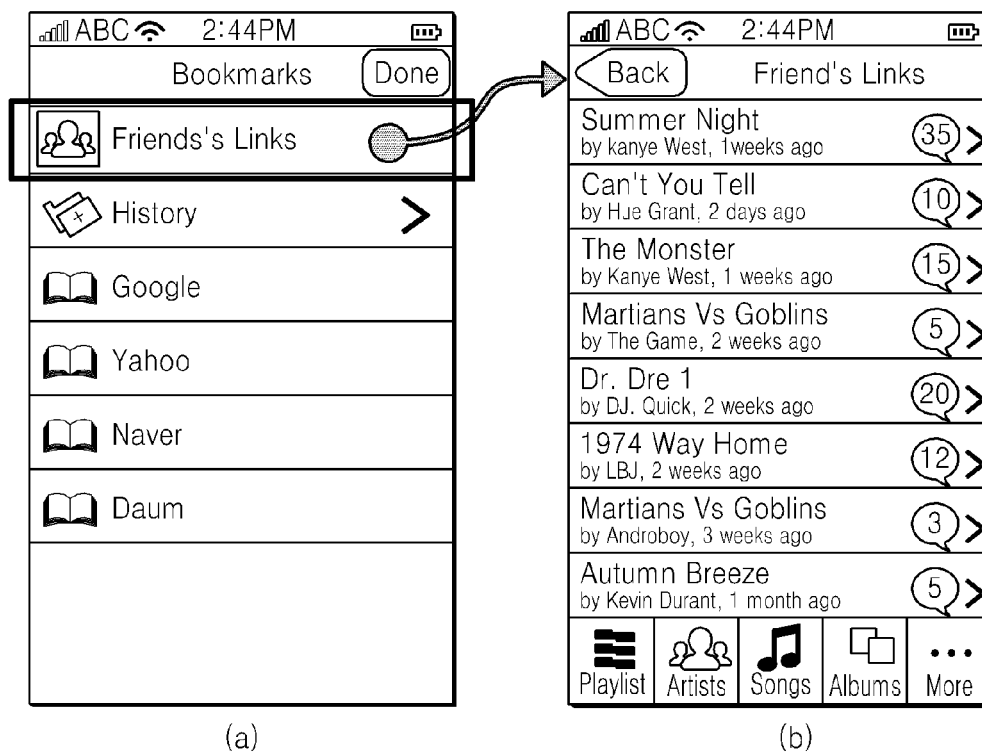 ABC 2:44PM
Bookmarks Done
Friends's Links
History
Google
Yahoo
Naver
Daum
(a)
ABC 2:44PM
Back Friend's Links
Summer Night
by kanye West, 1weeks ago
35
Can't You Tell
by Hue Grant, 2 days ago
10
The Monster
by Kanye West, 1 weeks ago
15
Martians Vs Goblins
by The Game, 2 weeks ago
5
Dr. Dre 1
by DJ. Quick, 2 weeks ago
20
1974 Way Home
by LBJ, 2 weeks ago
12
Martians Vs Goblins
by Androboy, 3 weeks ago
3
Autumn Breeze
by Kevin Durant, 1 month ago
5
Playlist Artists Songs Albums More
(b)